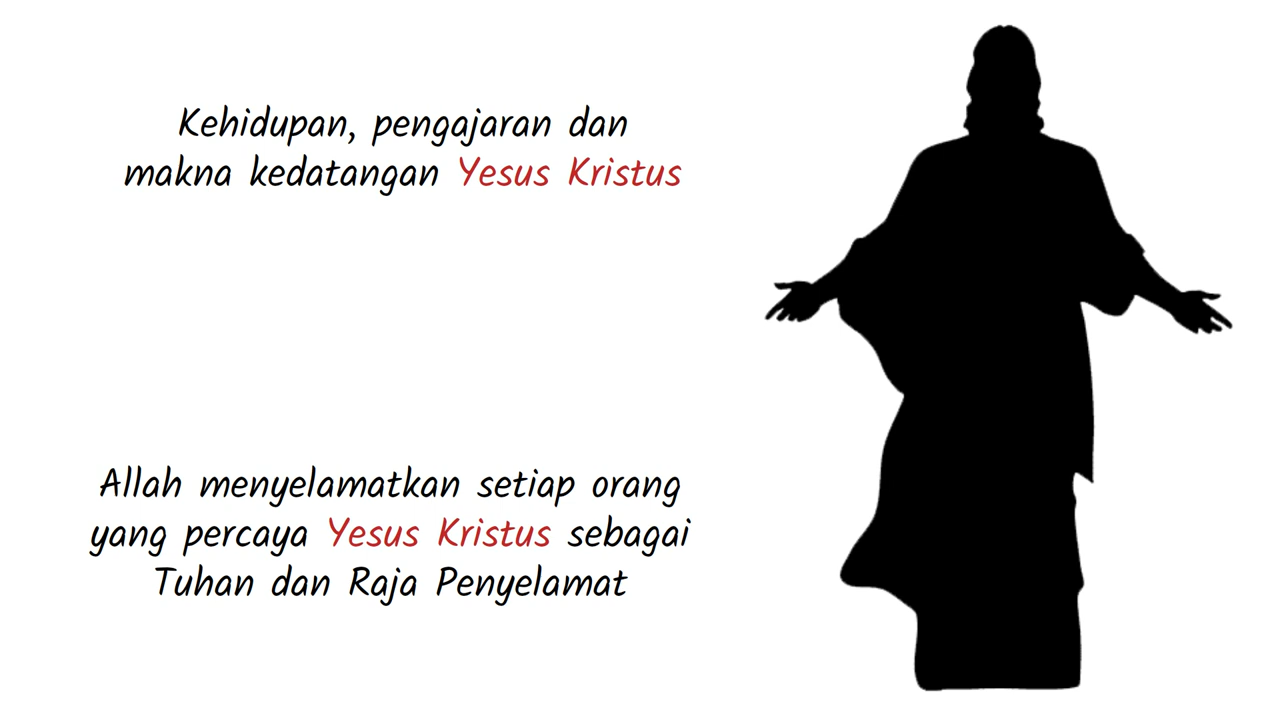 Kehidupan, pengajaran dan
makna kedatangan Yesus Kristus
Allah menyelamatkan setiap orang
yang percaya Yesus Kristus sebagai
Tuhan dan Raja Penyelamat